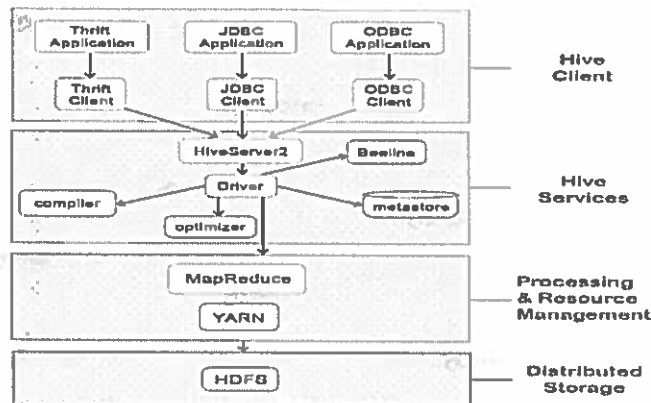 Thrift Application
JDBC Application
ODBC Application
Thrift Client
JDBC Client
ODBC Client
Hive Client
HiveServer2
Beeline
Driver
compiler
metastore
optimizer
Hive Services
MapReduce
YARN
Processing & Resource Management
HDFS
Distributed Storage